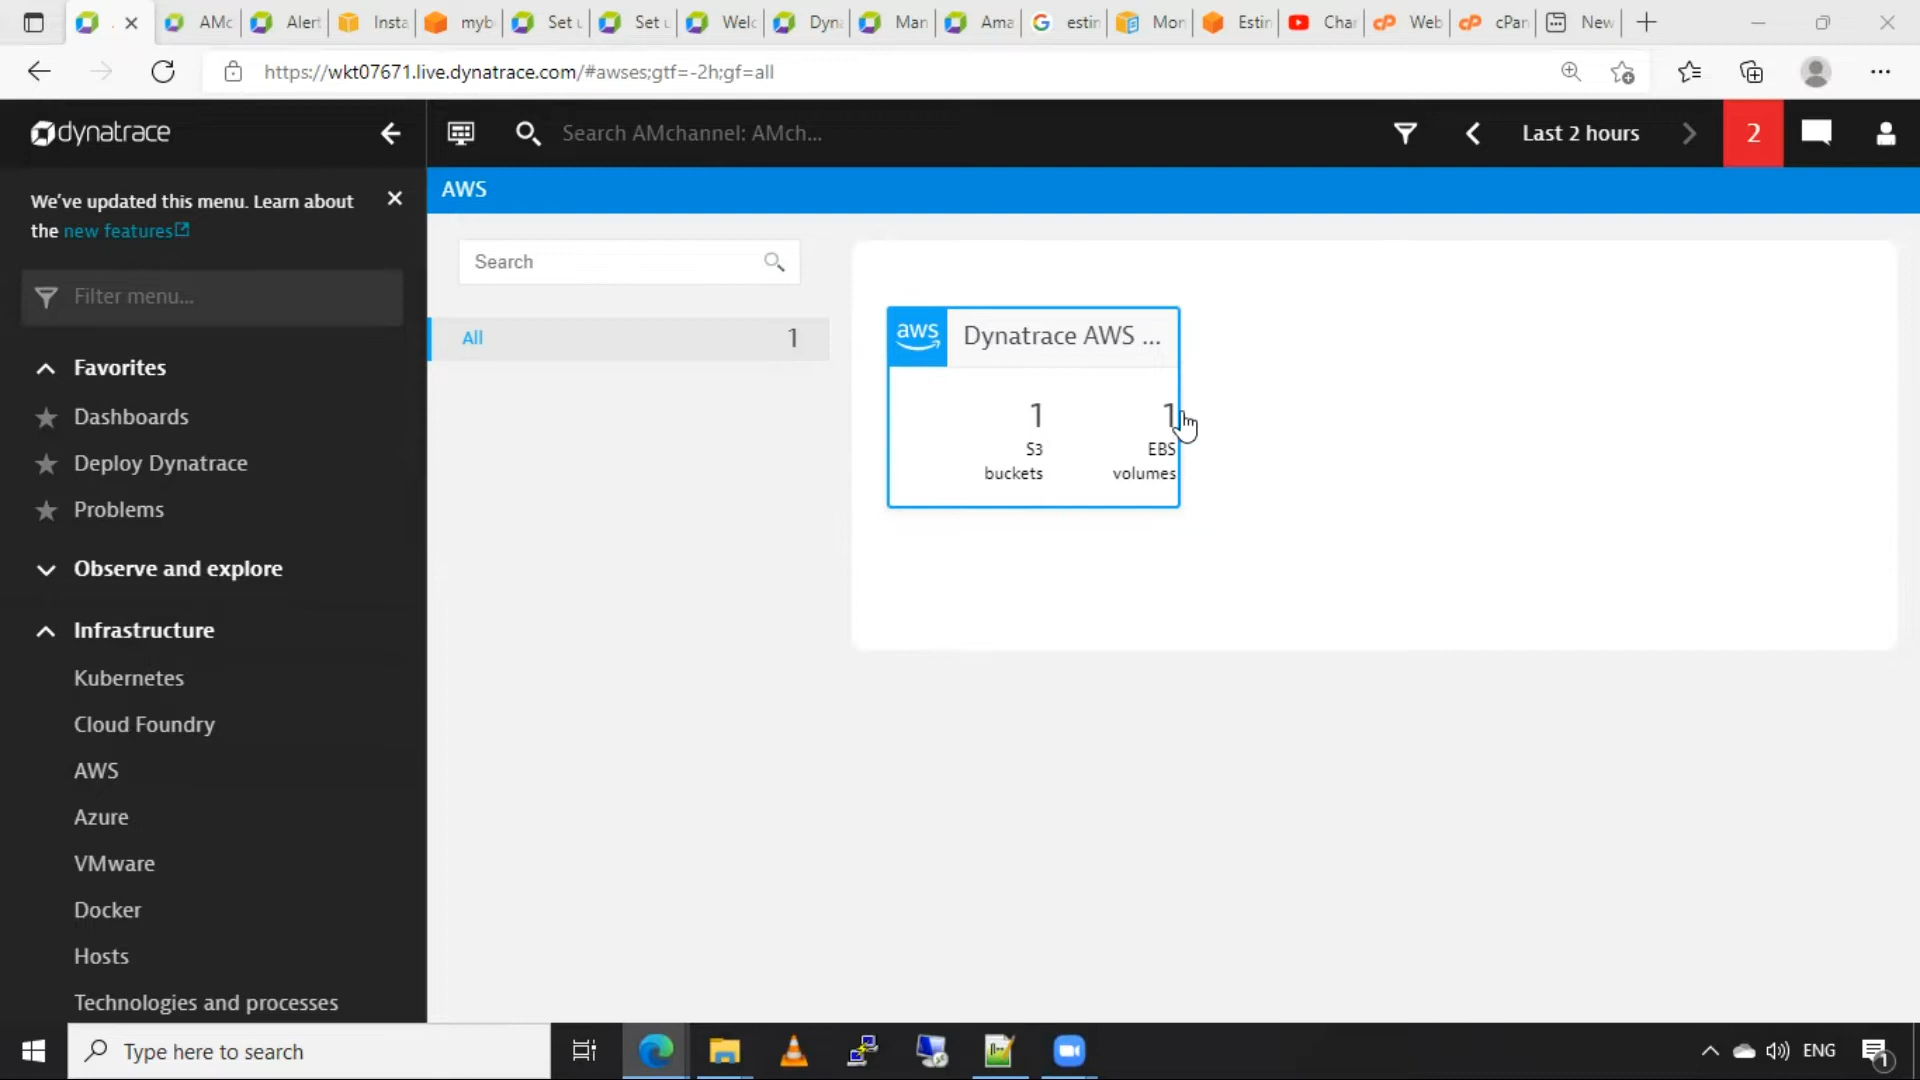 AMc
Alert
Insta
myb
Set u
Set u
Welc
Dyna
Man
Ama
estin
Mon
Estin
Char
Web
cPan
New
https://wkt07671.live.dynatrace.com/#awses;gtf=-2h;gf=all
dynatrace
Search AMchannel: AMch...
Last 2 hours
2
We've updated this menu. Learn about
the new features
AWS
Filter menu...
Search
All 1
Favorites
Dashboards
Deploy Dynatrace
Problems
Observe and explore
Infrastructure
Kubernetes
Cloud Foundry
AWS
Azure
VMware
Docker
Hosts
Technologies and processes
aws
Dynatrace AWS ...
1
S3
buckets
1
EBS
volumes
Type here to search
ENG
1